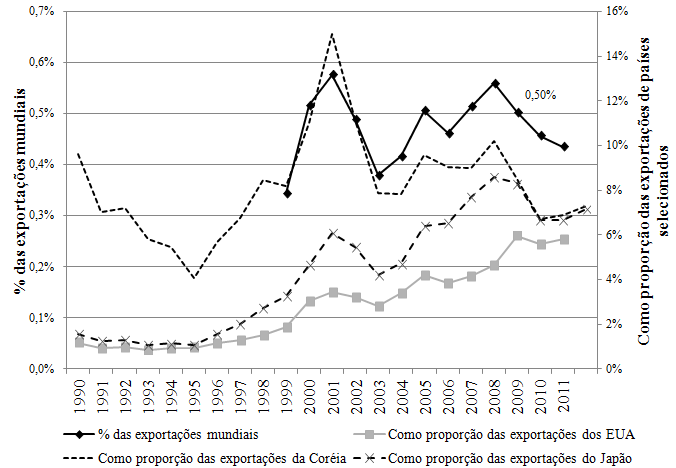 0,7%
0,6%
0,5%
0,4%
0,3%
0,2%
0,1%
0,0%
% das exportações mundiais
16%
14%
12%
10%
8%
6%
4%
2%
0%
Como proporção das exportações de países
selecionados
0,50%
1990 1991 1992 1993 1994 1995 1996 1997 1998 1999 2000 2001 2002 2003 2004 2005 2006 2007 2008 2009 2010 2011
% das exportações mundiais
Como proporção das exportações dos EUA
Como proporção das exportações da Coréia
Como proporção das exportações do Japão